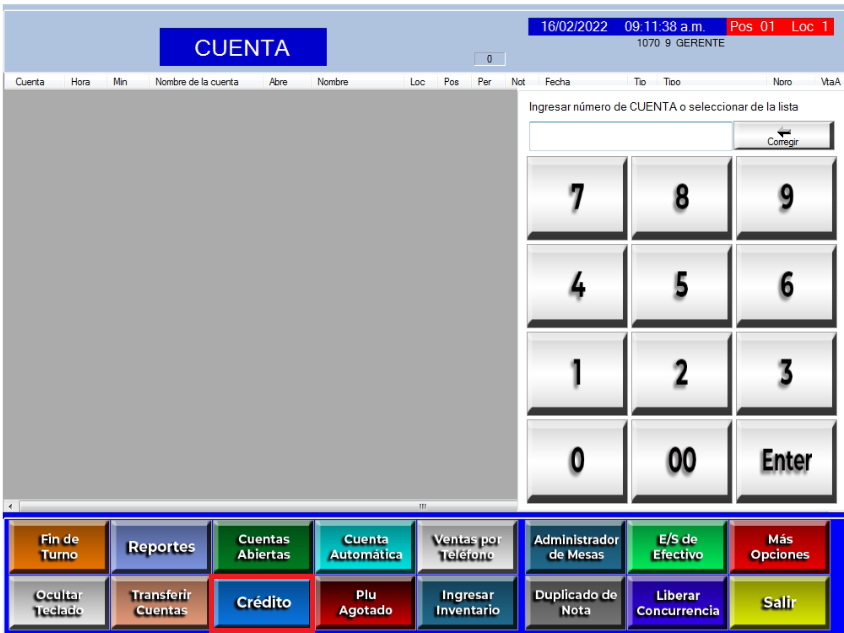 16/02/2022 09:11:38 a.m. Pos 01 Loc 1
CUENTA
1070 9 GERENTE
0
Cuenta Hora Min Nombre de la cuenta Abre Nombre Loc Pos Per Not Fecha Tip Tipo Noro VtaA
Ingresar número de CUENTA o seleccionar de la lista
Corregir
7 8 9
4 5 6
1 2 3
0 00 Enter
Fin de Turno
Reportes
Cuentas Abiertas
Cuenta Automática
Ventas por Teléfono
Administrador de Mesas
E/S de Efectivo
Más Opciones
Ocultar Teclado
Transferir Cuentas
Crédito
Plu Agotado
Ingresar Inventario
Duplicado de Nota
Liberar Concurrencia
Salir